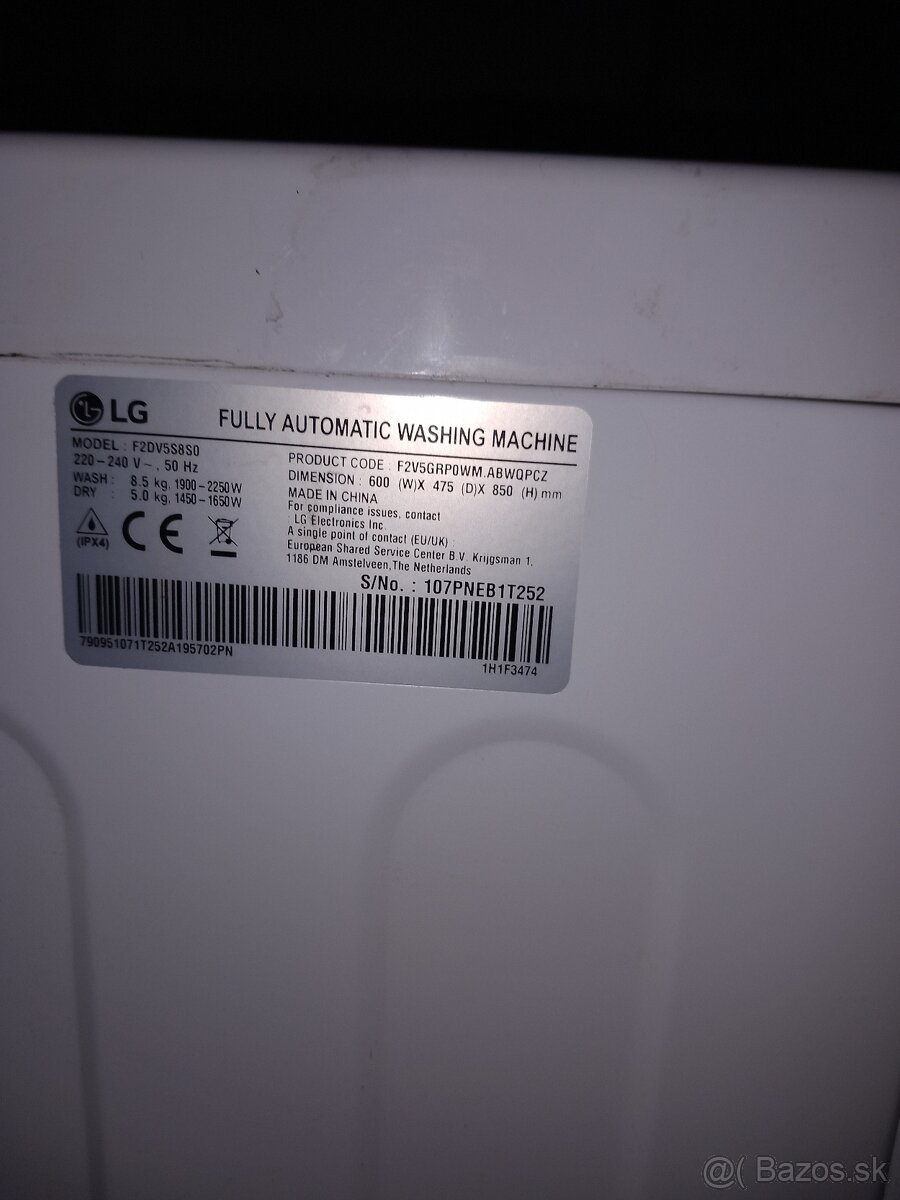 LG
FULLY AUTOMATIC WASHING MACHINE
MODEL : F2DV5S8S0
220-240 V~, 50 Hz
WASH : 8.5 kg, 1900-2250W
DRY : 5.0 kg, 1450-1650W
(IPX4)
CE
PRODUCT CODE : F2V5GRP0WM.ABWQPCZ
DIMENSION : 600 (W)X 475 (D)X 850 (H) mm
MADE IN CHINA
For compliance issues, contact
LG Electronics Inc.
A single point of contact (EU/UK) :
European Shared Service Center B.V. Krijgsman 1,
1186 DM Amstelveen, The Netherlands
S/No. : 107PNEB1T252
790951071T252A195702PN
1H1F3474
@( Bazos.sk